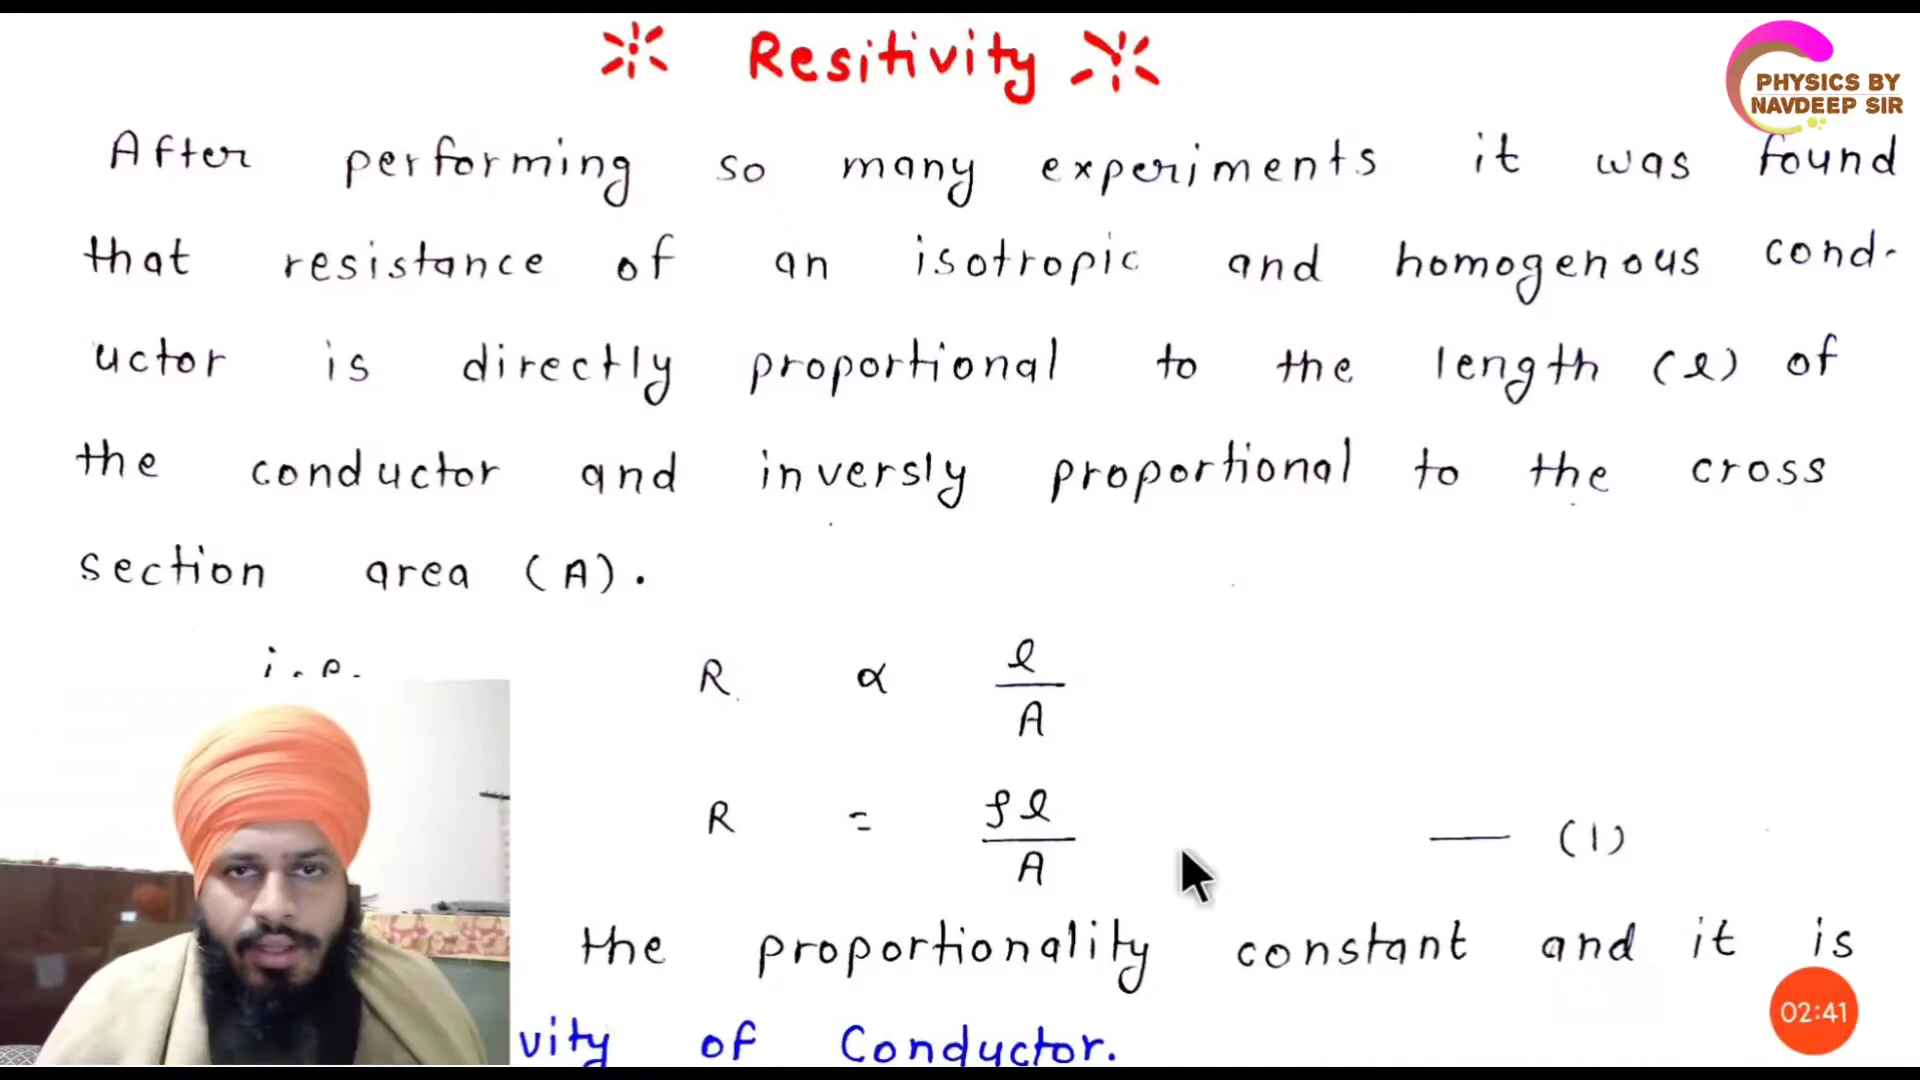 Resitivity
PHYSICS BY
NAVDEEP SIR
After performing so many experiments it was found
that resistance of an isotropic and homogenous cond-
uctor is directly proportional to the length (l) of
the conductor and inversly proportional to the cross
section area (A).
i.e. R ∝ l/A
R = ρl/A — (1)
the proportionality constant and it is
vity of Conductor.
02:41